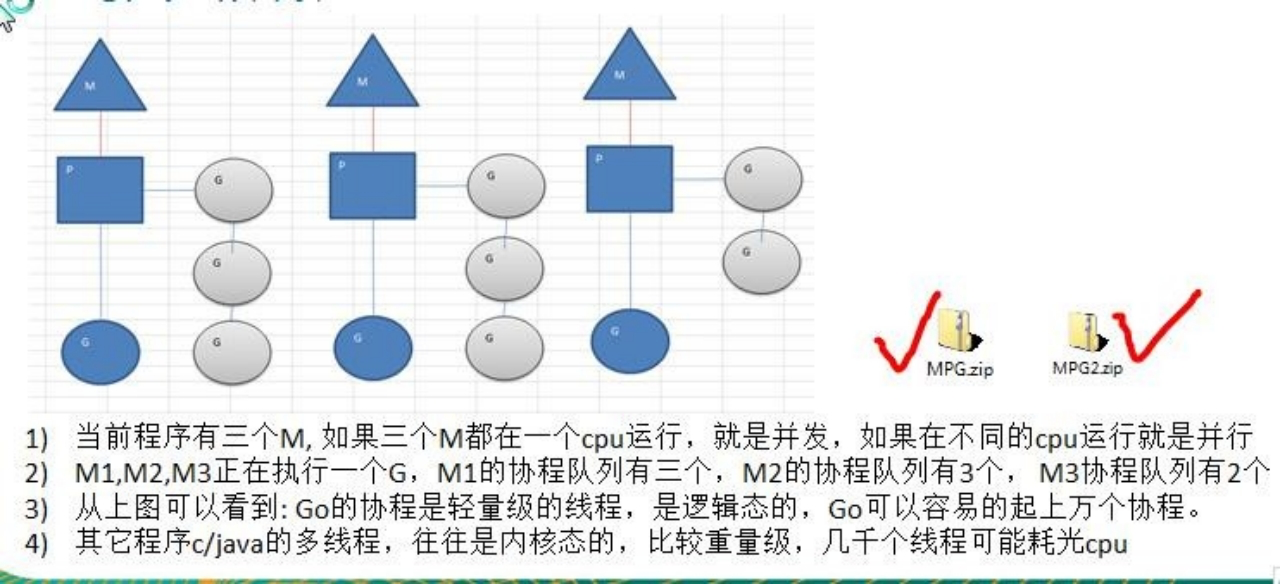 M
M
M
P
G
P
G
P
G
G
G
G
G
G
G
G
G
G
MPG.zip
MPG2.zip
1) 当前程序有三个M, 如果三个M都在一个cpu运行，就是并发，如果在不同的cpu运行就是并行
2) M1,M2,M3正在执行一个G，M1的协程队列有三个，M2的协程队列有3个， M3协程队列有2个
3) 从上图可以看到: Go的协程是轻量级的线程，是逻辑态的，Go可以容易的起上万个协程。
4) 其它程序c/java的多线程，往往是内核态的，比较重量级，几千个线程可能耗光cpu